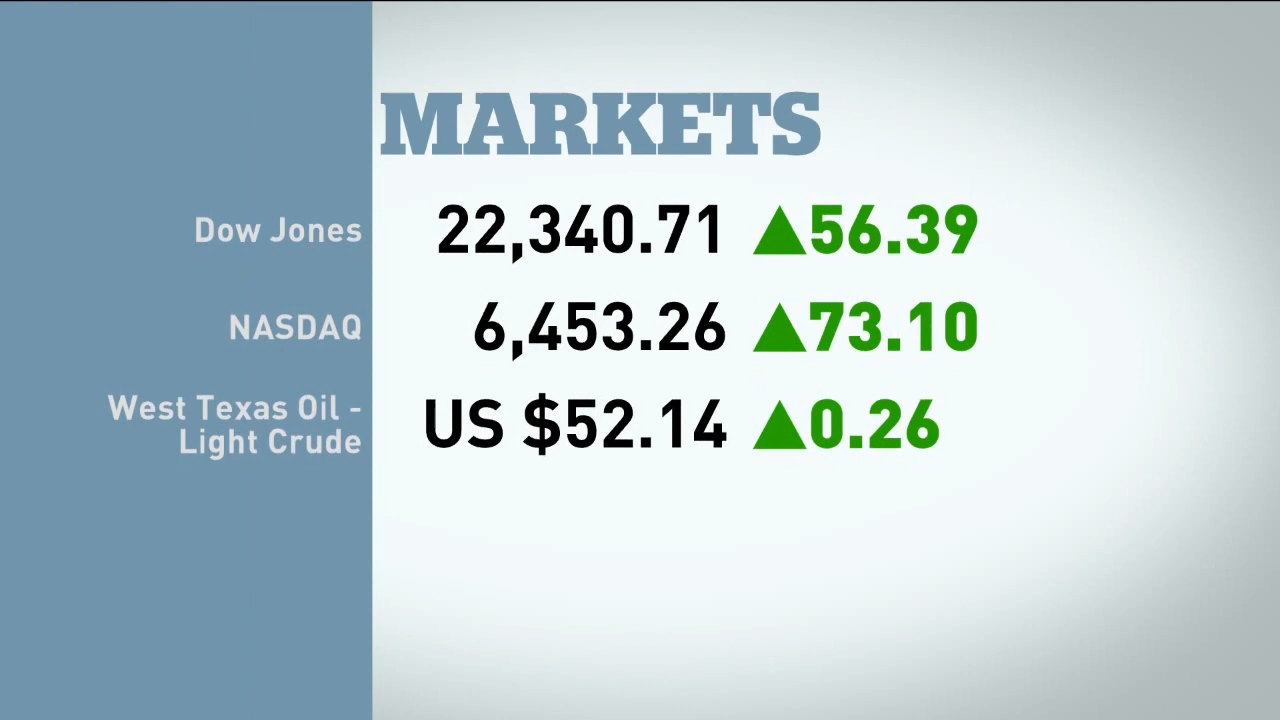 MARKETS
Dow Jones 22,340.71 ▲56.39
NASDAQ 6,453.26 ▲73.10
West Texas Oil -
Light Crude US $52.14 ▲0.26